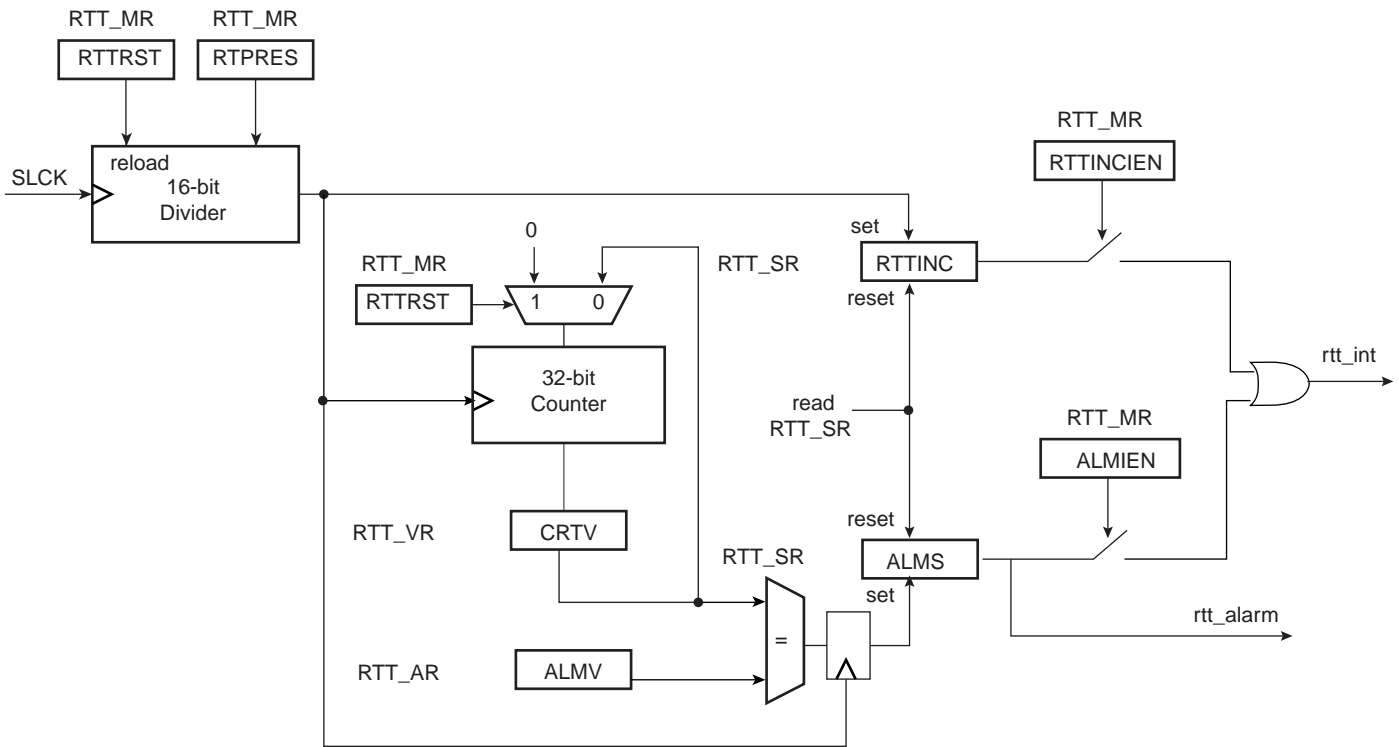 RTT_MR
RTT_MR
RTTRST
RTPRES
reload
16-bit
Divider
SLCK
RTT_MR
RTTINCIEN
0
set
RTT_MR
RTT_SR
RTTINC
reset
RTTRST
1
0
32-bit
Counter
rtt_int
read
RTT_SR
RTT_MR
ALMIEN
reset
RTT_VR
CRTV
RTT_SR
ALMS
set
rtt_alarm
=
RTT_AR
ALMV